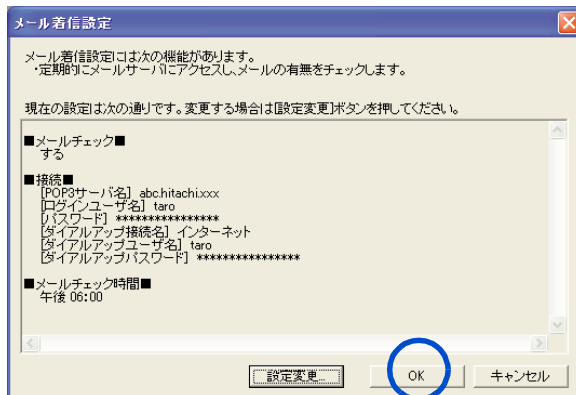 メール着信設定
メール着信設定には次の機能があります。
・定期的にメールサーバにアクセスし、メールの有無をチェックします。
現在の設定は次の通りです。変更する場合は[設定変更]ボタンを押してください。
■メールチェック■
する
■接続■
[POP3サーバ名] abc.hitachi.xxx
[ログインユーザ名] taro
[パスワード] ****************
[ダイアルアップ接続名] インターネット
[ダイアルアップユーザ名] taro
[ダイアルアップパスワード] ****************
■メールチェック時間■
午後 06:00
設定変更... OK キャンセル